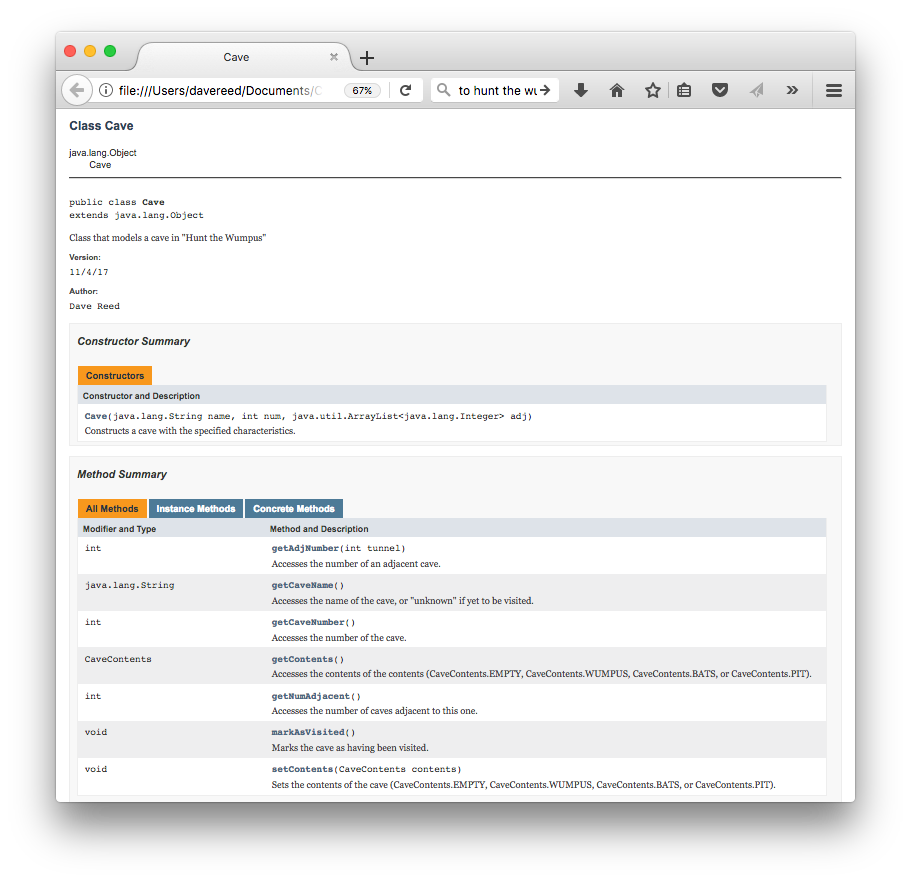 Cave
file:///Users/davereed/Documents/
67%
to hunt the wu
Class Cave
java.lang.Object
Cave
public class Cave
extends java.lang.Object
Class that models a cave in "Hunt the Wumpus"
Version:
11/4/17
Author:
Dave Reed
Constructor Summary
Constructors
Constructor and Description
Cave(java.lang.String name, int num, java.util.ArrayList<java.lang.Integer> adj)
Constructs a cave with the specified characteristics.
Method Summary
All Methods Instance Methods Concrete Methods
Modifier and Type Method and Description
int getAdjNumber(int tunnel)
Accesses the number of an adjacent cave.
java.lang.String getCaveName()
Accesses the name of the cave, or "unknown" if yet to be visited.
int getCaveNumber()
Accesses the number of the cave.
CaveContents getContents()
Accesses the contents of the contents (CaveContents.EMPTY, CaveContents.WUMPUS, CaveContents.BATS, or CaveContents.PIT).
int getNumAdjacent()
Accesses the number of caves adjacent to this one.
void markAsVisited()
Marks the cave as having been visited.
void setContents(CaveContents contents)
Sets the contents of the cave (CaveContents.EMPTY, CaveContents.WUMPUS, CaveContents.BATS, or CaveContents.PIT).